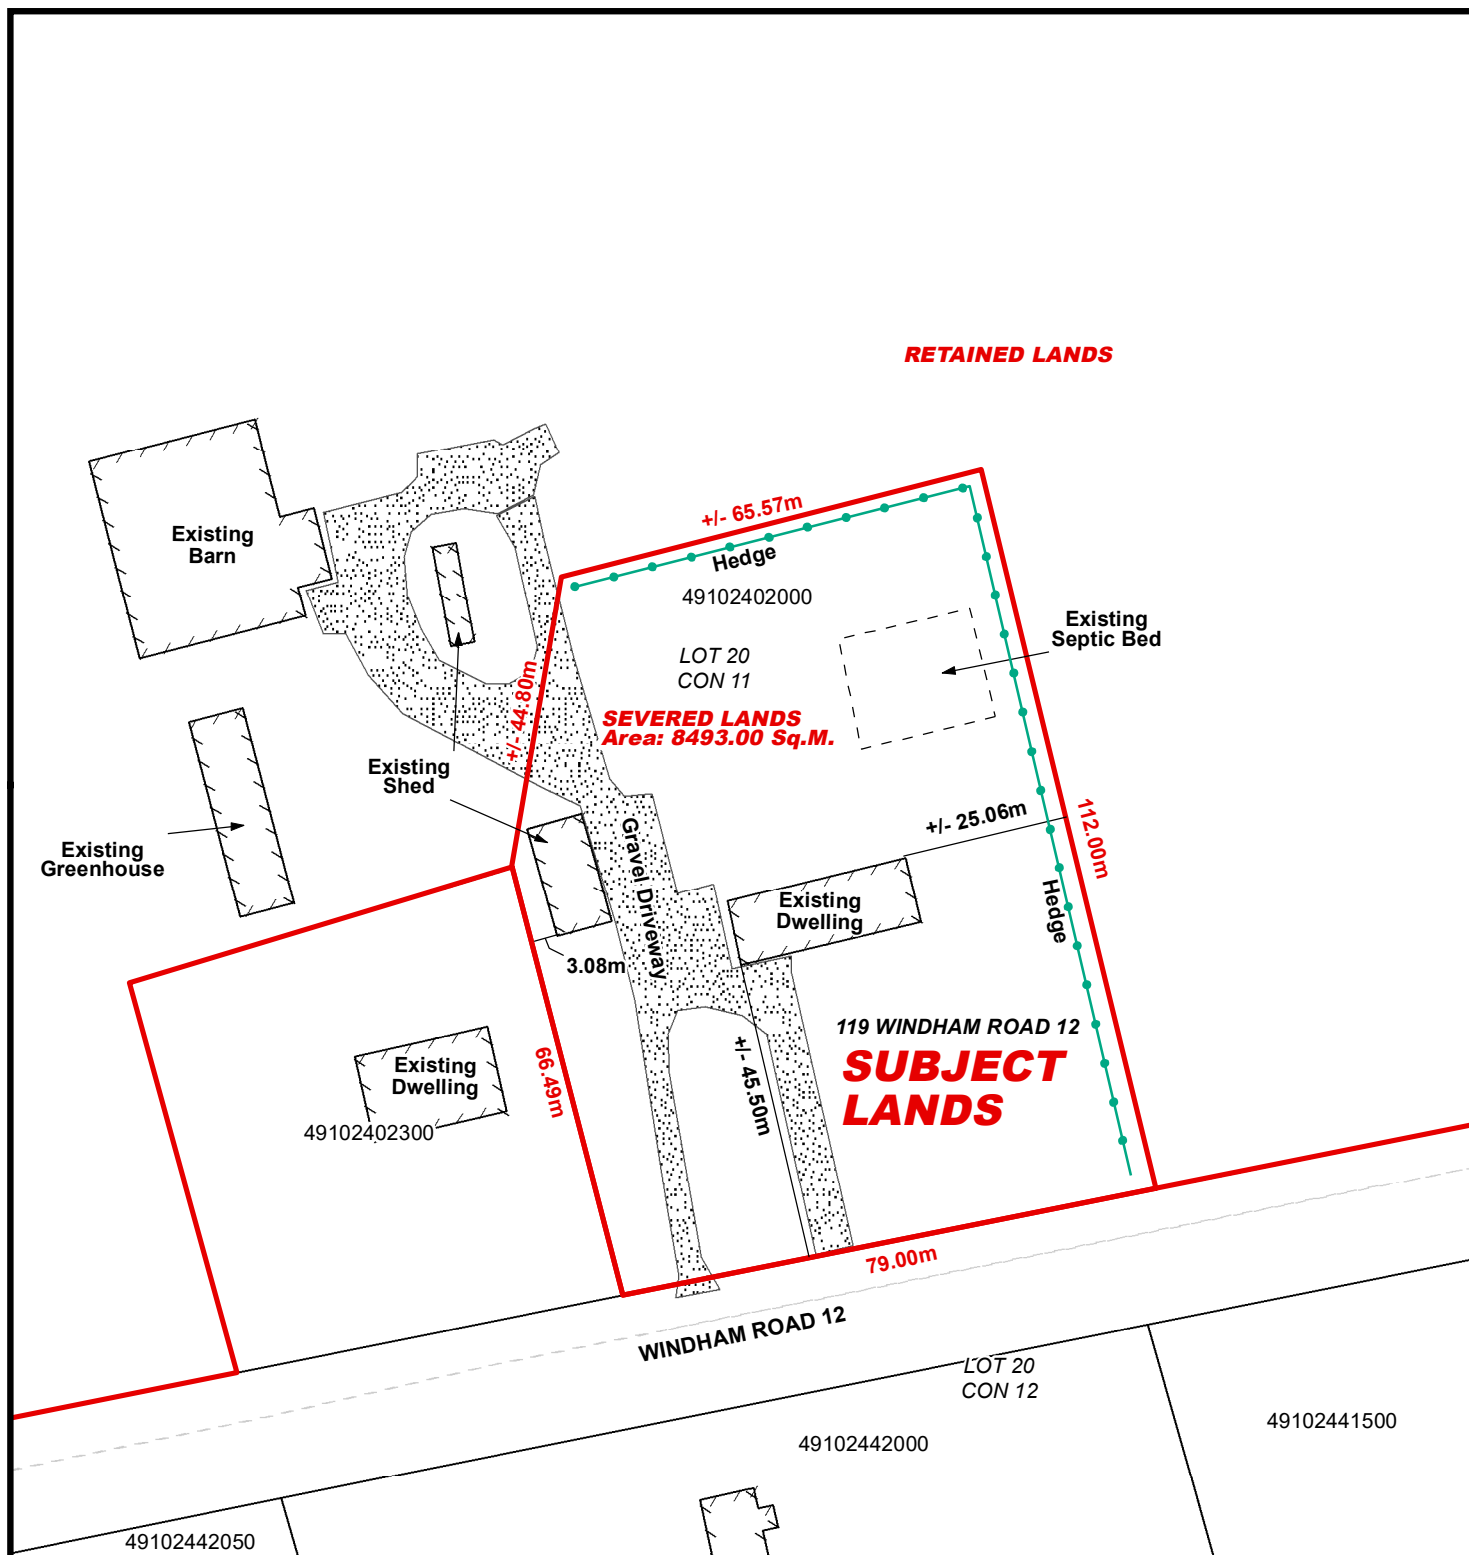 RETAINED LANDS
+/- 65.57m
Hedge
49102402000
Existing
Barn
Existing
Septic Bed
LOT 20
CON 11
+/- 44.80m
SEVERED LANDS
Area: 8493.00 Sq.M.
Existing
Shed
+/- 25.06m
112.00m
Existing
Greenhouse
Gravel Driveway
Existing
Dwelling
Hedge
3.08m
119 WINDHAM ROAD 12
SUBJECT
LANDS
+/- 45.50m
66.49m
Existing
Dwelling
49102402300
79.00m
WINDHAM ROAD 12
LOT 20
CON 12
49102441500
49102442000
49102442050